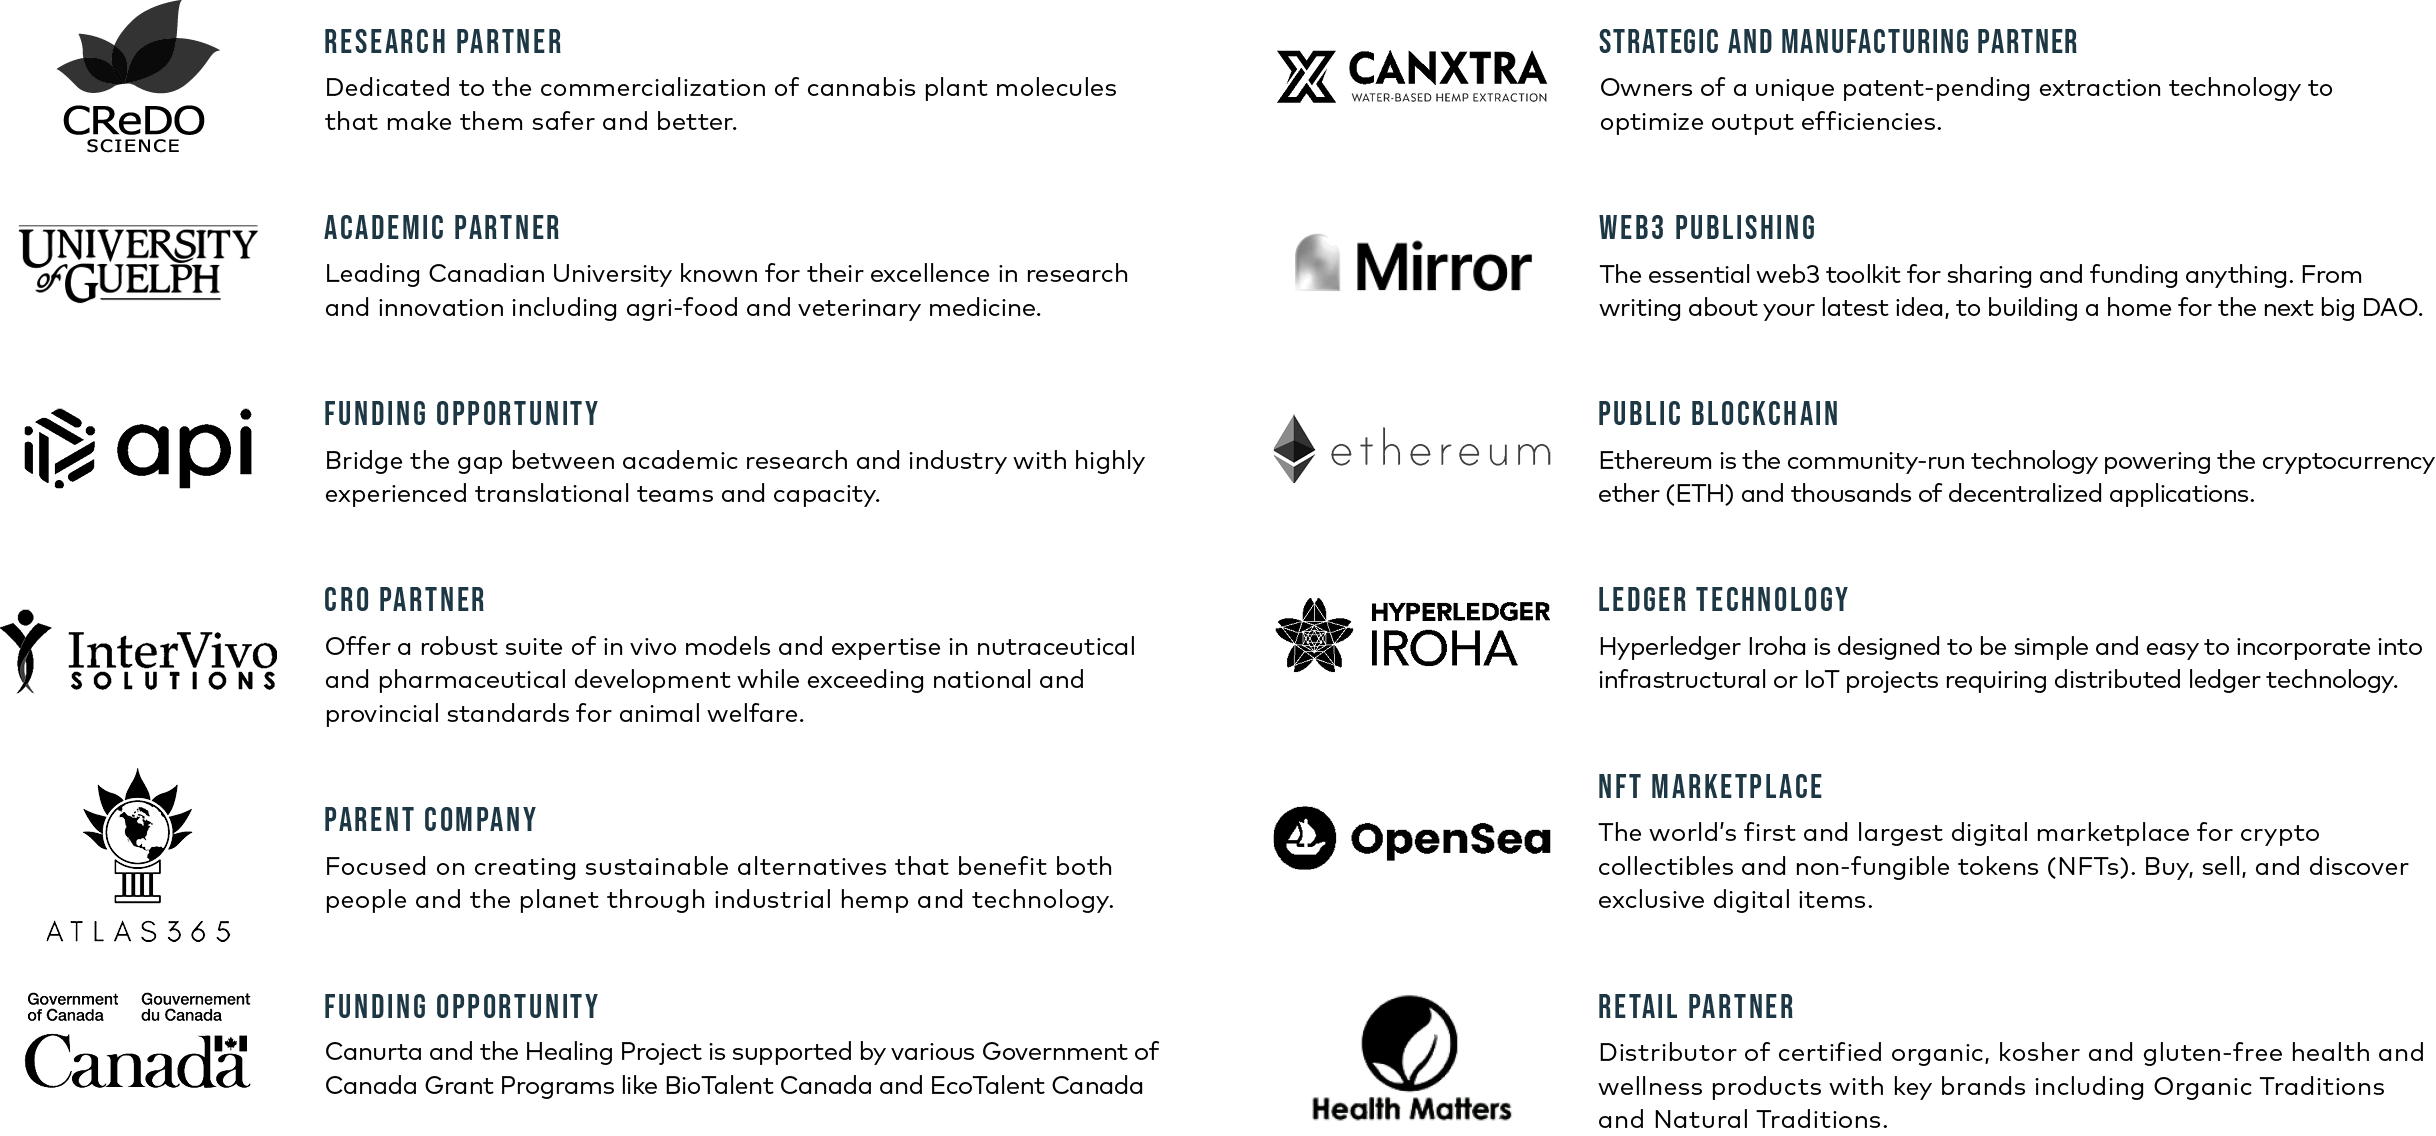 CReDO
SCIENCE
RESEARCH PARTNER
Dedicated to the commercialization of cannabis plant molecules
that make them safer and better.
UNIVERSITY
of GUELPH
ACADEMIC PARTNER
Leading Canadian University known for their excellence in research
and innovation including agri-food and veterinary medicine.
api
FUNDING OPPORTUNITY
Bridge the gap between academic research and industry with highly
experienced translational teams and capacity.
InterVivo
SOLUTIONS
CRO PARTNER
Offer a robust suite of in vivo models and expertise in nutraceutical
and pharmaceutical development while exceeding national and
provincial standards for animal welfare.
ATLAS365
PARENT COMPANY
Focused on creating sustainable alternatives that benefit both
people and the planet through industrial hemp and technology.
Government Gouvernement
of Canada du Canada
Canada
FUNDING OPPORTUNITY
Canurta and the Healing Project is supported by various Government of
Canada Grant Programs like BioTalent Canada and EcoTalent Canada
CANXTRA
WATER-BASED HEMP EXTRACTION
STRATEGIC AND MANUFACTURING PARTNER
Owners of a unique patent-pending extraction technology to
optimize output efficiencies.
Mirror
WEB3 PUBLISHING
The essential web3 toolkit for sharing and funding anything. From
writing about your latest idea, to building a home for the next big DAO.
ethereum
PUBLIC BLOCKCHAIN
Ethereum is the community-run technology powering the cryptocurrency
ether (ETH) and thousands of decentralized applications.
HYPERLEDGER
IROHA
LEDGER TECHNOLOGY
Hyperledger Iroha is designed to be simple and easy to incorporate into
infrastructural or IoT projects requiring distributed ledger technology.
OpenSea
NFT MARKETPLACE
The world's first and largest digital marketplace for crypto
collectibles and non-fungible tokens (NFTs). Buy, sell, and discover
exclusive digital items.
Health Matters
RETAIL PARTNER
Distributor of certified organic, kosher and gluten-free health and
wellness products with key brands including Organic Traditions
and Natural Traditions.